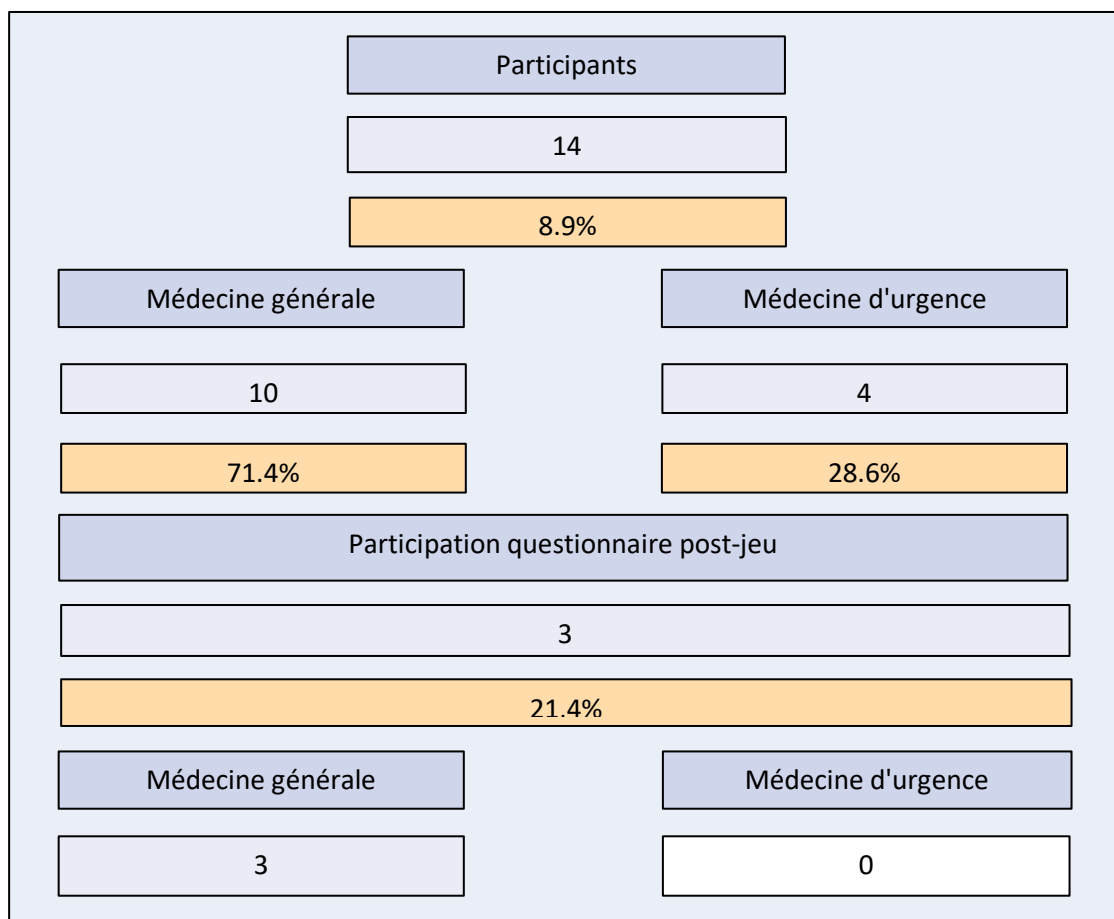 Participants
14
8.9%
Médecine générale
Médecine d'urgence
10
4
71.4%
28.6%
Participation questionnaire post-jeu
3
21.4%
Médecine générale
Médecine d'urgence
3
0